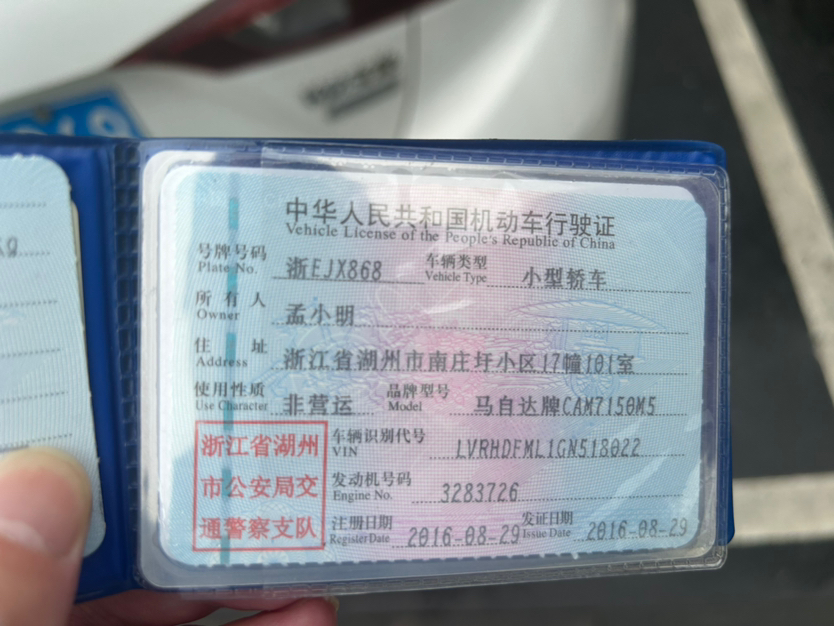 中华人民共和国机动车行驶证
Vehicle License of the People's Republic of China
号牌号码 浙EJX868 车辆类型 小型轿车
Plate No. Vehicle Type
所有人 孟小明
Owner
住址 浙江省湖州市南庄圩小区17幢101室
Address
使用性质 非营运 品牌型号 马自达牌CAM7150M5
Use Character Model
浙江省湖州
市公安局交
通警察支队
车辆识别代号 LVRHDFML1GN518022
VIN
发动机号码 3283726
Engine No.
注册日期 2016-08-29 发证日期 2016-08-29
Register Date Issue Date